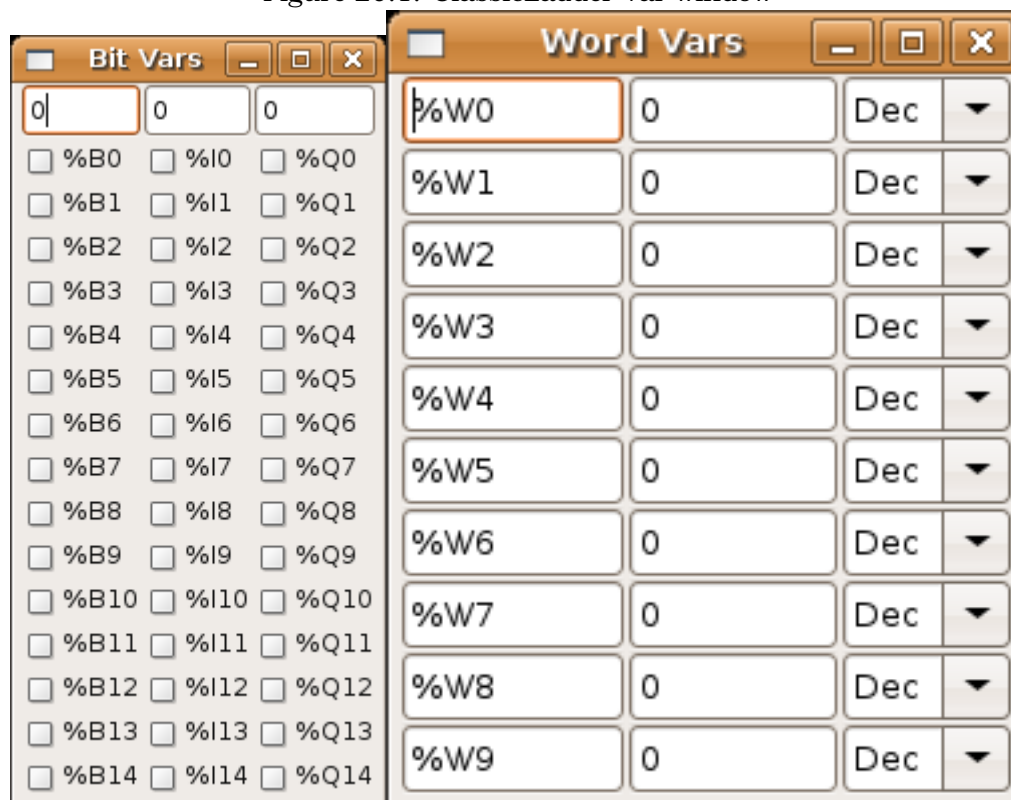 Bit Vars
0 0 0
%B0 %I0 %Q0
%B1 %I1 %Q1
%B2 %I2 %Q2
%B3 %I3 %Q3
%B4 %I4 %Q4
%B5 %I5 %Q5
%B6 %I6 %Q6
%B7 %I7 %Q7
%B8 %I8 %Q8
%B9 %I9 %Q9
%B10 %I10 %Q10
%B11 %I11 %Q11
%B12 %I12 %Q12
%B13 %I13 %Q13
%B14 %I14 %Q14
Word Vars
%W0 0 Dec
%W1 0 Dec
%W2 0 Dec
%W3 0 Dec
%W4 0 Dec
%W5 0 Dec
%W6 0 Dec
%W7 0 Dec
%W8 0 Dec
%W9 0 Dec